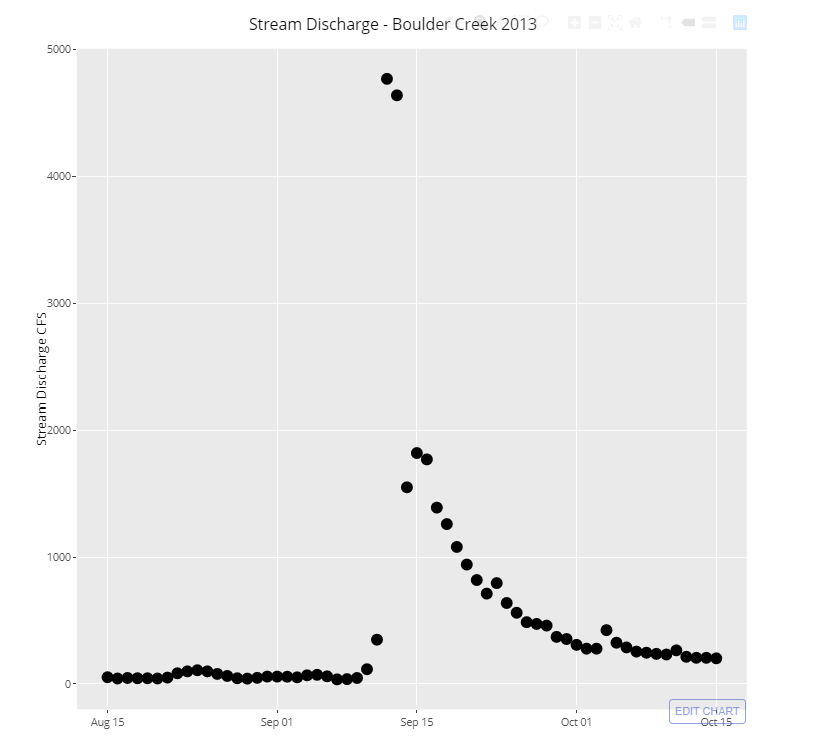 Stream Discharge - Boulder Creek 2013
5000
4000
3000
2000
1000
0
Stream Discharge CFS
Aug 15
Sep 01
Sep 15
Oct 01
Oct 15
EDIT CHART